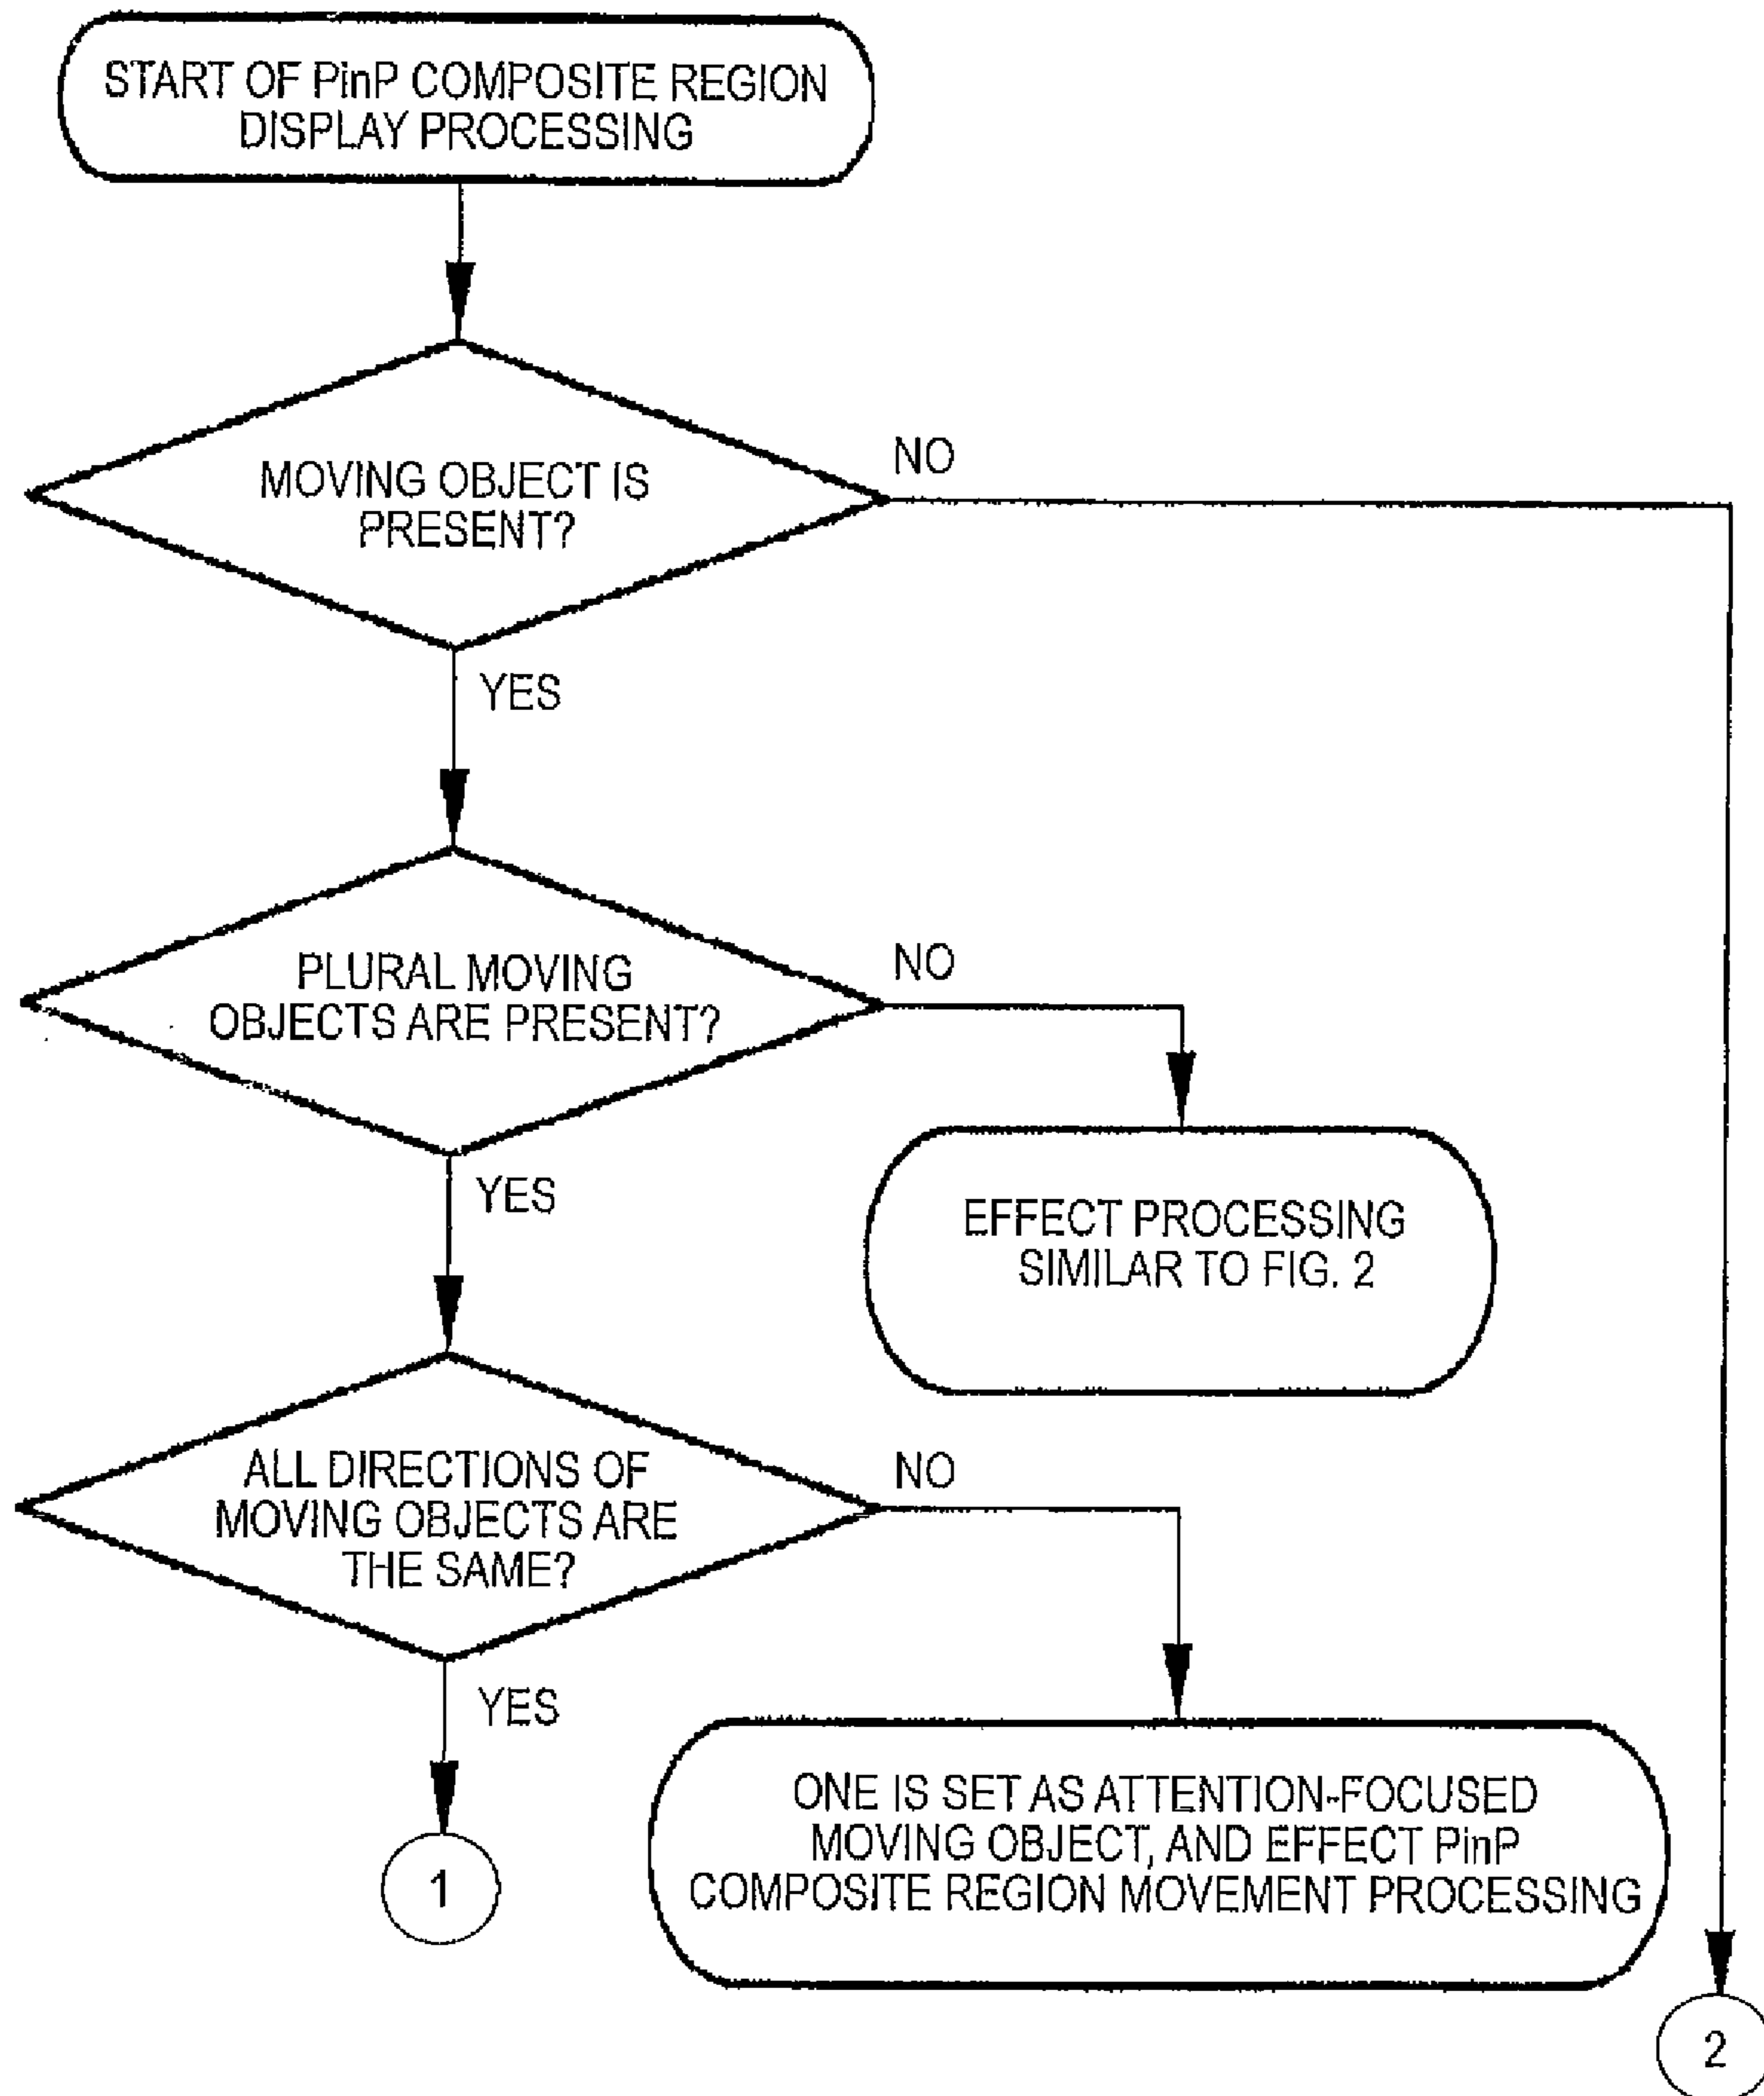 START OF PinP COMPOSITE REGION
DISPLAY PROCESSING
MOVING OBJECT IS
PRESENT?
NO
YES
PLURAL MOVING
OBJECTS ARE PRESENT?
NO
YES
EFFECT PROCESSING
SIMILAR TO FIG. 2
ALL DIRECTIONS OF
MOVING OBJECTS ARE
THE SAME?
NO
YES
ONE IS SET AS ATTENTION-FOCUSED
MOVING OBJECT, AND EFFECT PinP
COMPOSITE REGION MOVEMENT PROCESSING
1
2